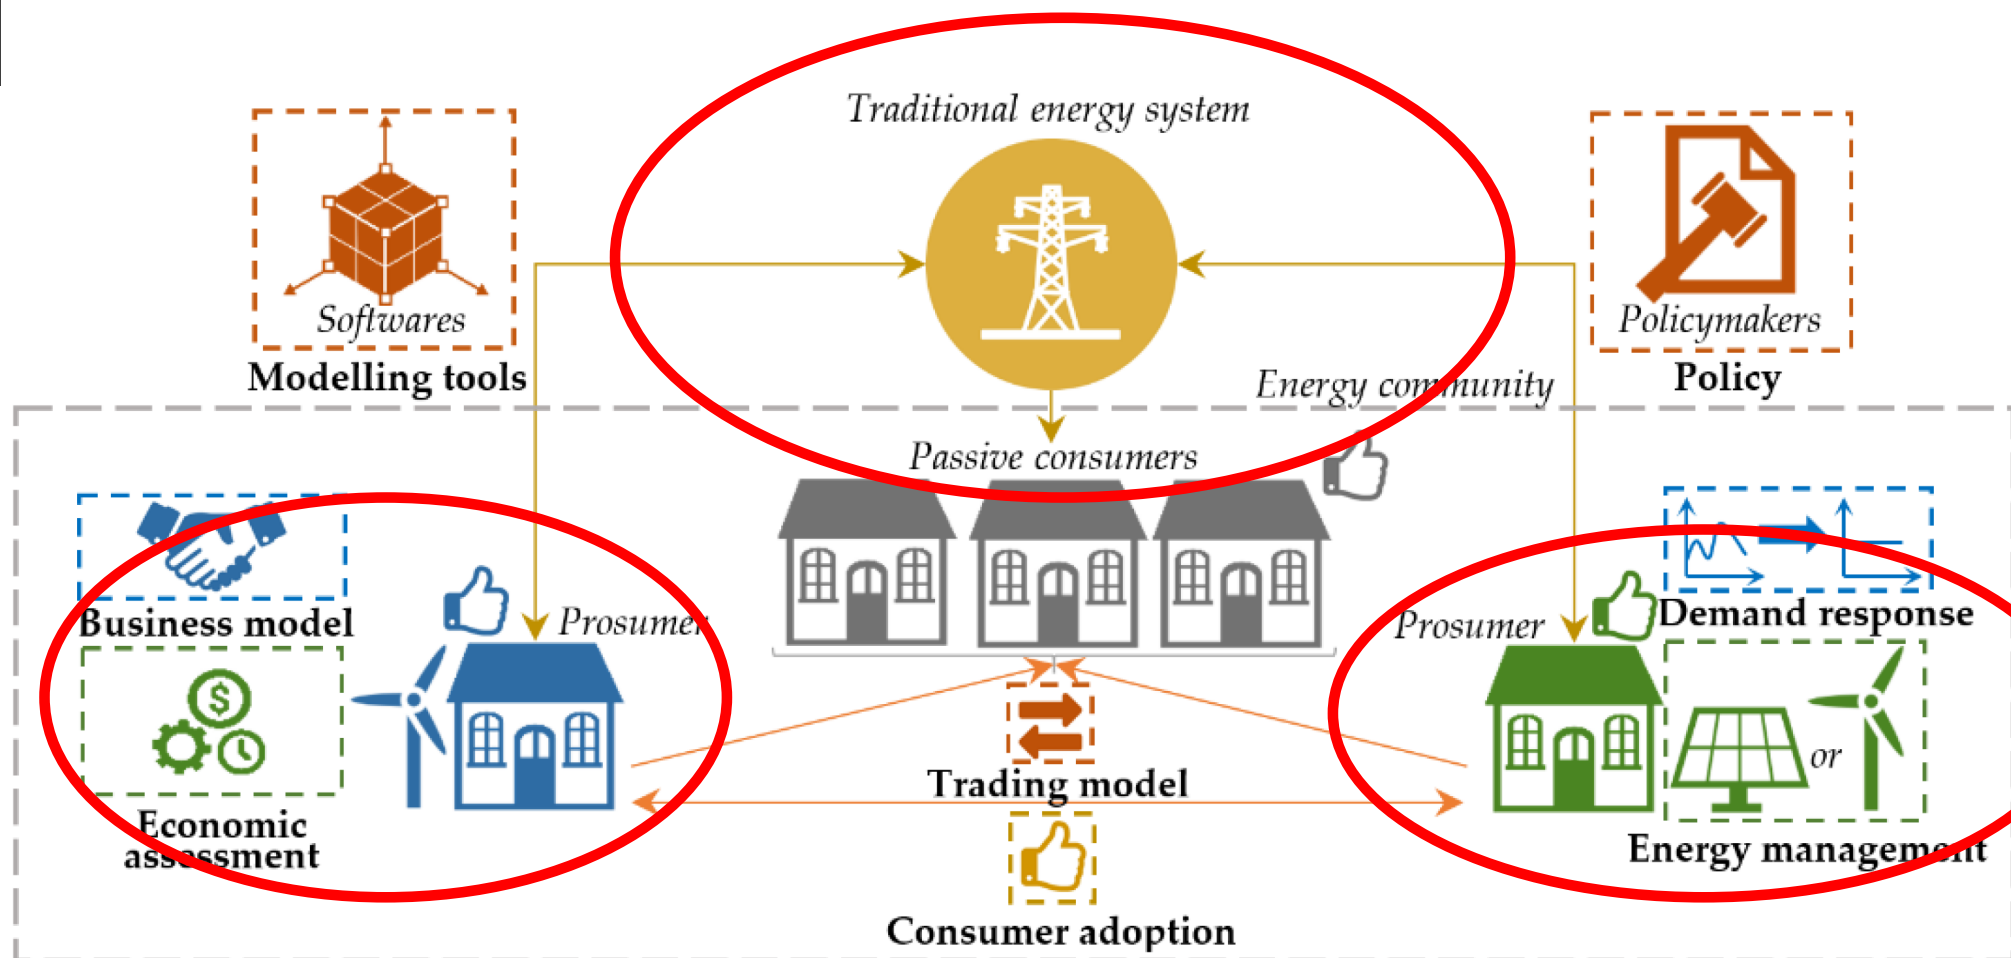 Traditional energy system
Softwares
Modelling tools
Policymakers
Policy
Energy community
Passive consumers
Business model
Prosumer
Economic
assessment
$
Trading model
Consumer adoption
Prosumer
Demand response
or
Energy management